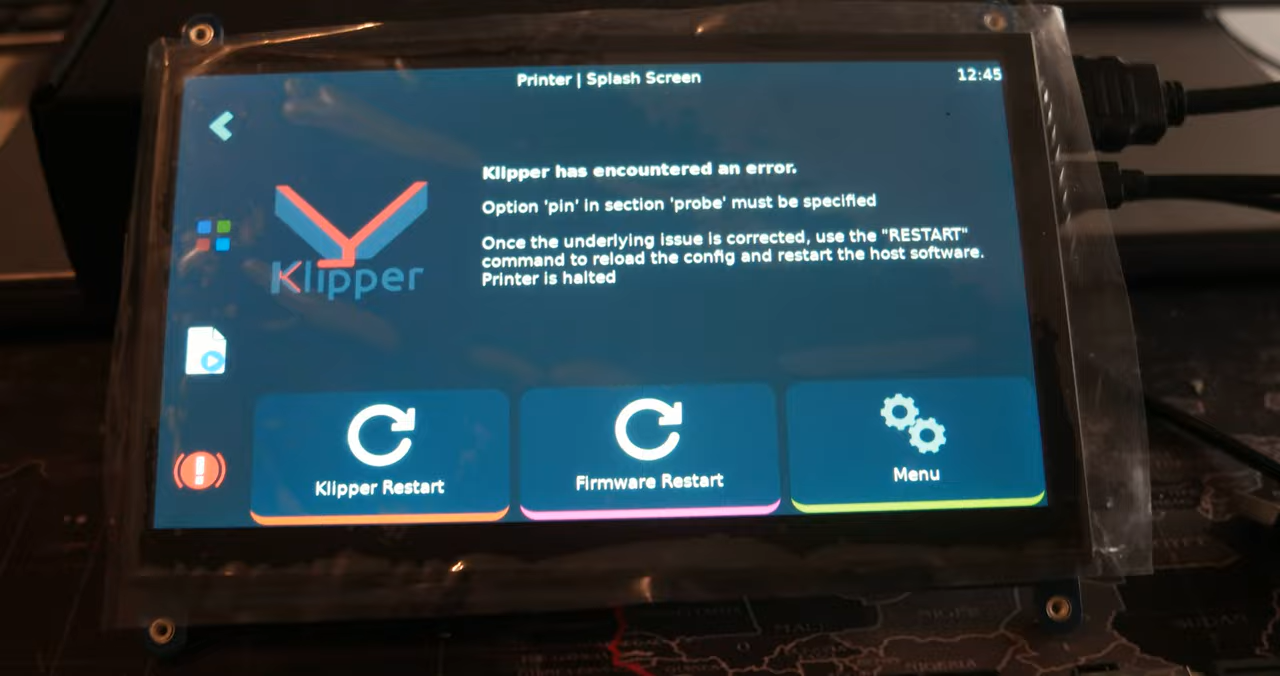 Printer | Splash Screen
12:45
Klipper has encountered an error.
Option 'pin' in section 'probe' must be specified
Once the underlying issue is corrected, use the "RESTART"
command to reload the config and restart the host software.
Printer is halted
Klipper
Klipper Restart
Firmware Restart
Menu
NIGERIA